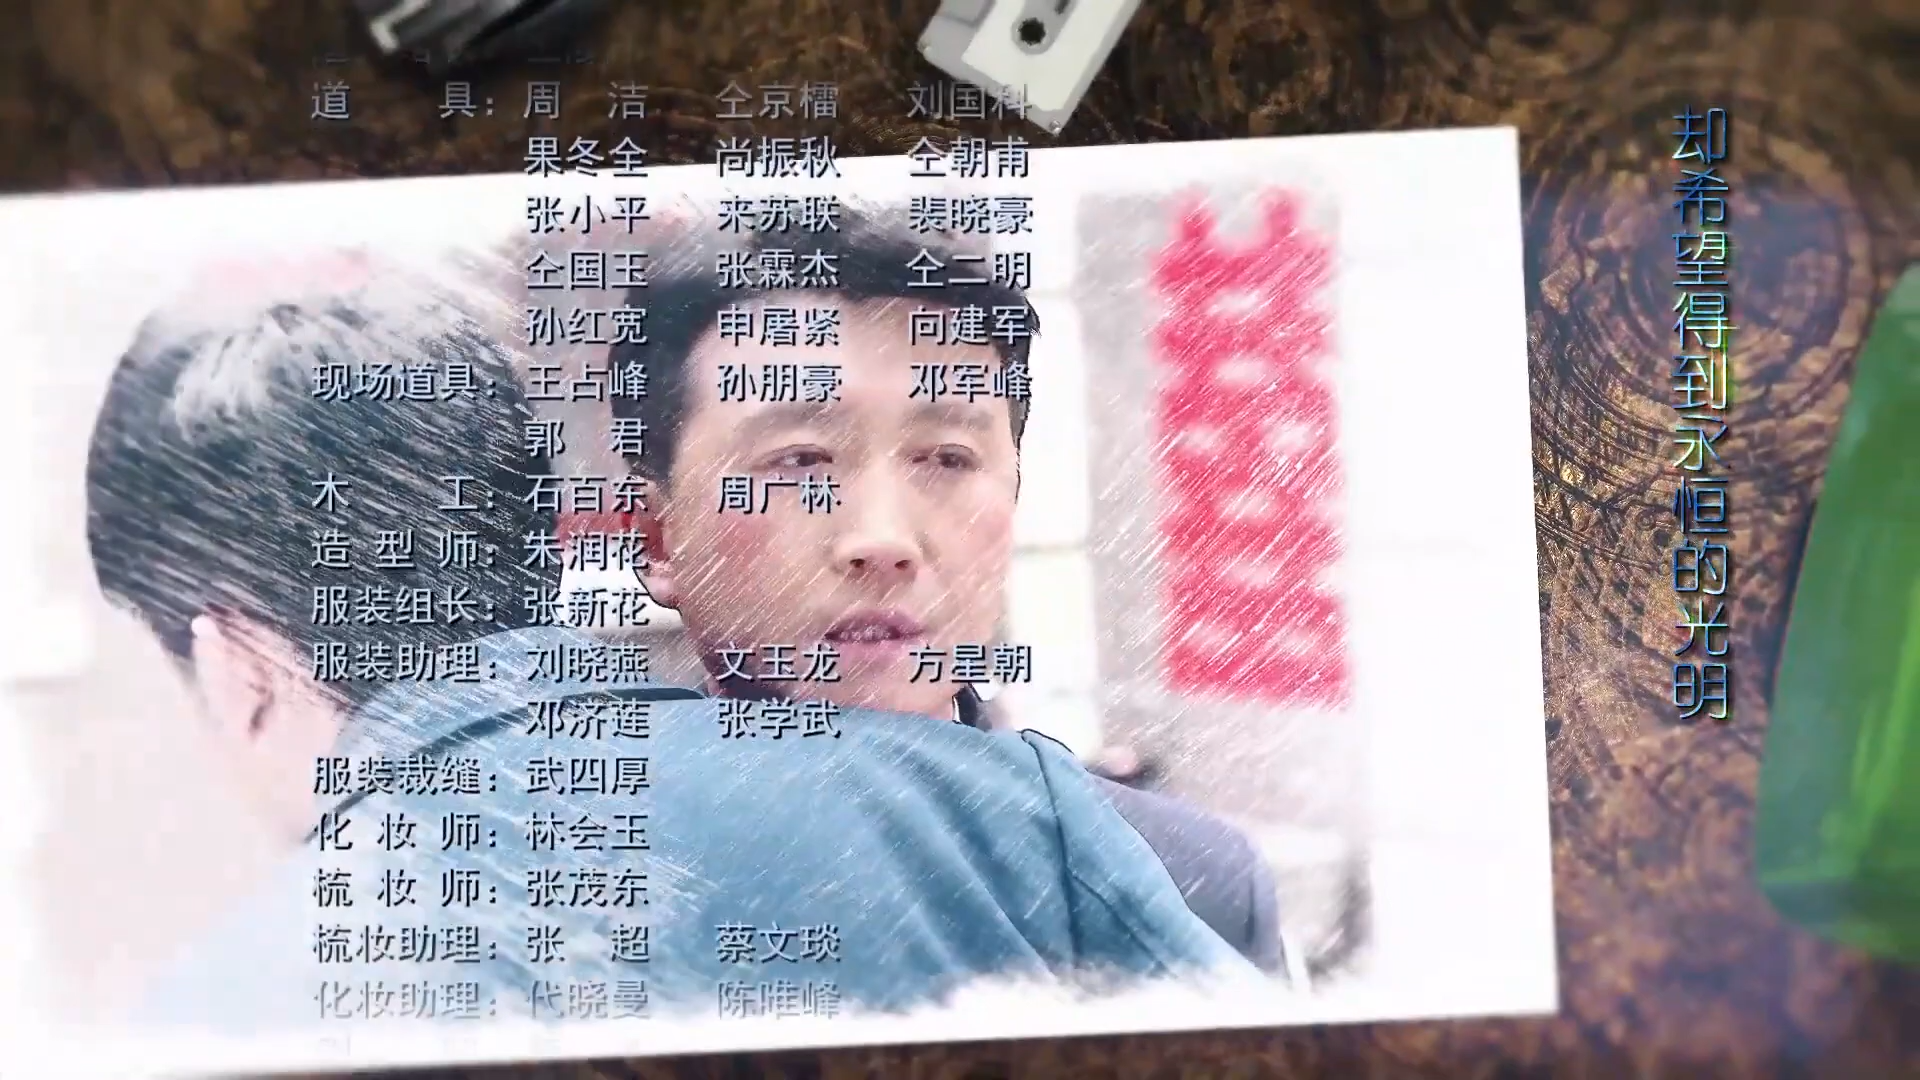 道 具：周 洁 仝京檑 刘国科
果冬全 尚振秋 仝朝甫
张小平 来苏联 裴晓豪
仝国玉 张霖杰 仝二明
孙红宽 申屠紧 向建军
现场道具：王占峰 孙朋豪 邓军峰
郭 君
木 工：石百东 周广林
造 型 师：朱润花
服装组长：张新花
服装助理：刘晓燕 文玉龙 方星朝
邓济莲 张学武
服装裁缝：武四厚
化 妆 师：林会玉
梳 妆 师：张茂东
梳妆助理：张 超 蔡文琰
化妆助理：代晓曼 陈唯峰
却希望得到永恒的光明